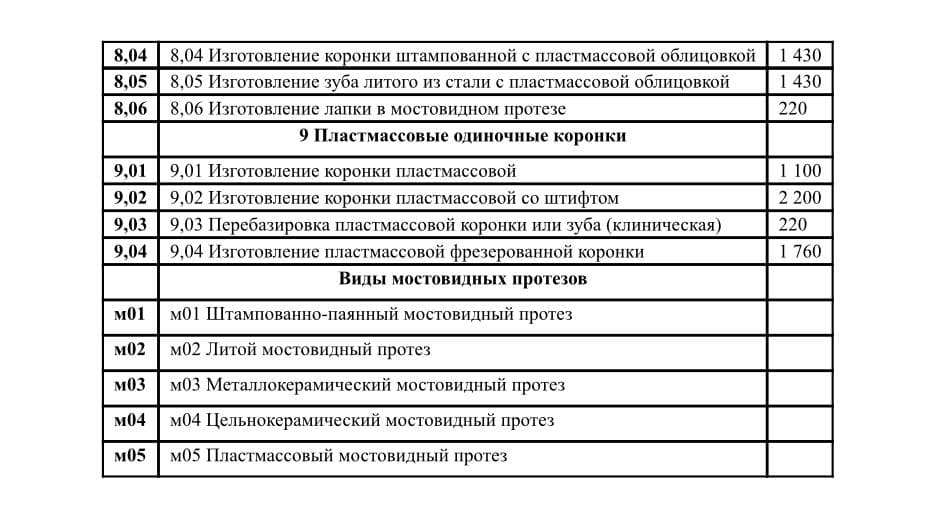 8,04 8,04 Изготовление коронки штампованной с пластмассовой облицовкой 1 430
8,05 8,05 Изготовление зуба литого из стали с пластмассовой облицовкой 1 430
8,06 8,06 Изготовление лапки в мостовидном протезе 220
9 Пластмассовые одиночные коронки
9,01 9,01 Изготовление коронки пластмассовой 1 100
9,02 9,02 Изготовление коронки пластмассовой со штифтом 2 200
9,03 9,03 Перебазировка пластмассовой коронки или зуба (клиническая) 220
9,04 9,04 Изготовление пластмассовой фрезерованной коронки 1 760
Виды мостовидных протезов
м01 м01 Штампованно-паянный мостовидный протез
м02 м02 Литой мостовидный протез
м03 м03 Металлокерамический мостовидный протез
м04 м04 Цельнокерамический мостовидный протез
м05 м05 Пластмассовый мостовидный протез